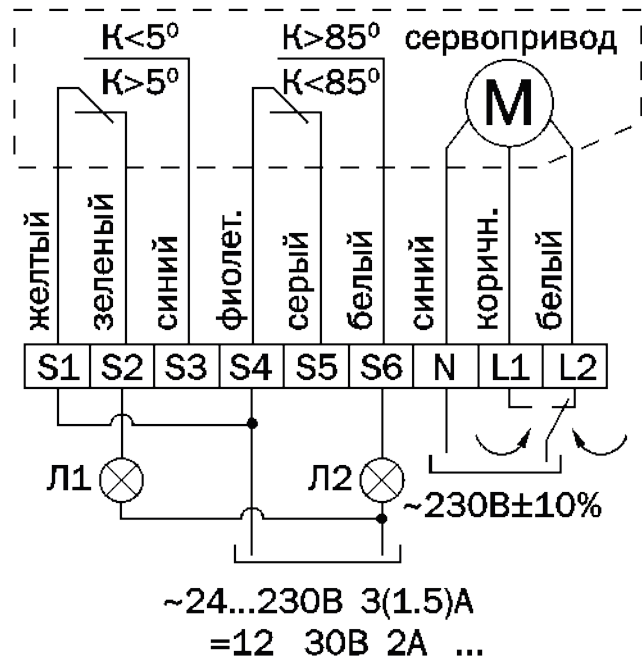 К<5⁰ К>85⁰ сервопривод
К>5⁰ К<85⁰ М
желтый зеленый синий фиолет. серый белый синий коричн. белый
S1 S2 S3 S4 S5 S6 N L1 L2
Л1 Л2
~230В±10%
~24...230В 3(1.5)А
=12 30В 2А ...